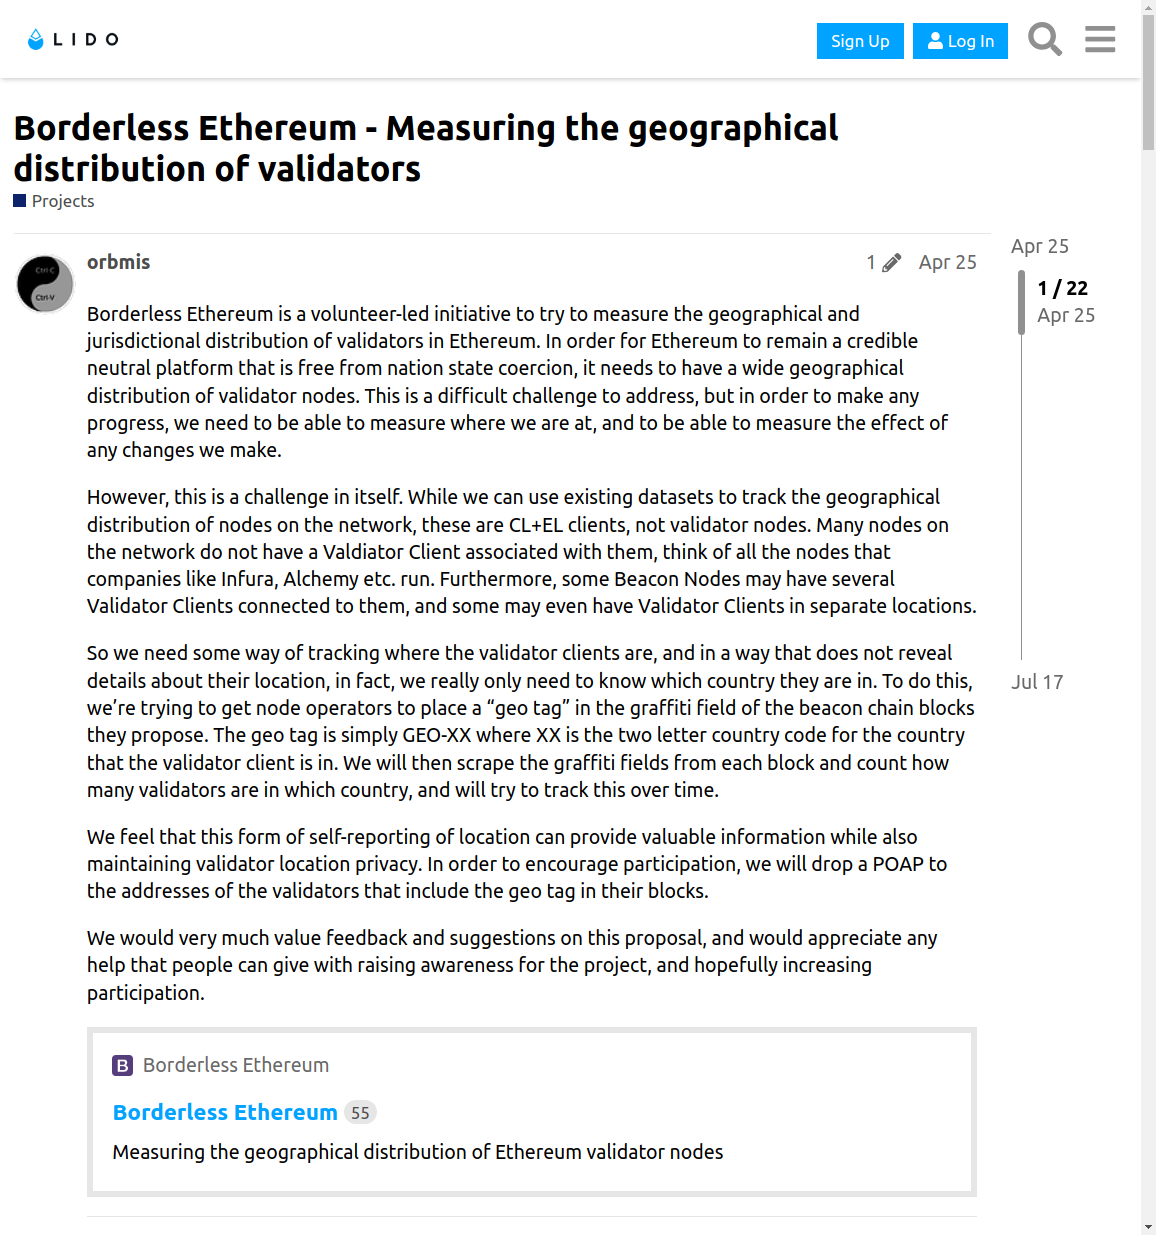 LIDO
Sign Up
Log In
Borderless Ethereum - Measuring the geographical
distribution of validators
Projects
orbmis
1
Apr 25
Apr 25
1 / 22
Apr 25
Jul 17
Ctrl-C
Ctrl-V
Borderless Ethereum is a volunteer-led initiative to try to measure the geographical and
jurisdictional distribution of validators in Ethereum. In order for Ethereum to remain a credible
neutral platform that is free from nation state coercion, it needs to have a wide geographical
distribution of validator nodes. This is a difficult challenge to address, but in order to make any
progress, we need to be able to measure where we are at, and to be able to measure the effect of
any changes we make.
However, this is a challenge in itself. While we can use existing datasets to track the geographical
distribution of nodes on the network, these are CL+EL clients, not validator nodes. Many nodes on
the network do not have a Valdiator Client associated with them, think of all the nodes that
companies like Infura, Alchemy etc. run. Furthermore, some Beacon Nodes may have several
Validator Clients connected to them, and some may even have Validator Clients in separate locations.
So we need some way of tracking where the validator clients are, and in a way that does not reveal
details about their location, in fact, we really only need to know which country they are in. To do this,
we’re trying to get node operators to place a “geo tag” in the graffiti field of the beacon chain blocks
they propose. The geo tag is simply GEO-XX where XX is the two letter country code for the country
that the validator client is in. We will then scrape the graffiti fields from each block and count how
many validators are in which country, and will try to track this over time.
We feel that this form of self-reporting of location can provide valuable information while also
maintaining validator location privacy. In order to encourage participation, we will drop a POAP to
the addresses of the validators that include the geo tag in their blocks.
We would very much value feedback and suggestions on this proposal, and would appreciate any
help that people can give with raising awareness for the project, and hopefully increasing
participation.
B Borderless Ethereum
Borderless Ethereum 55
Measuring the geographical distribution of Ethereum validator nodes